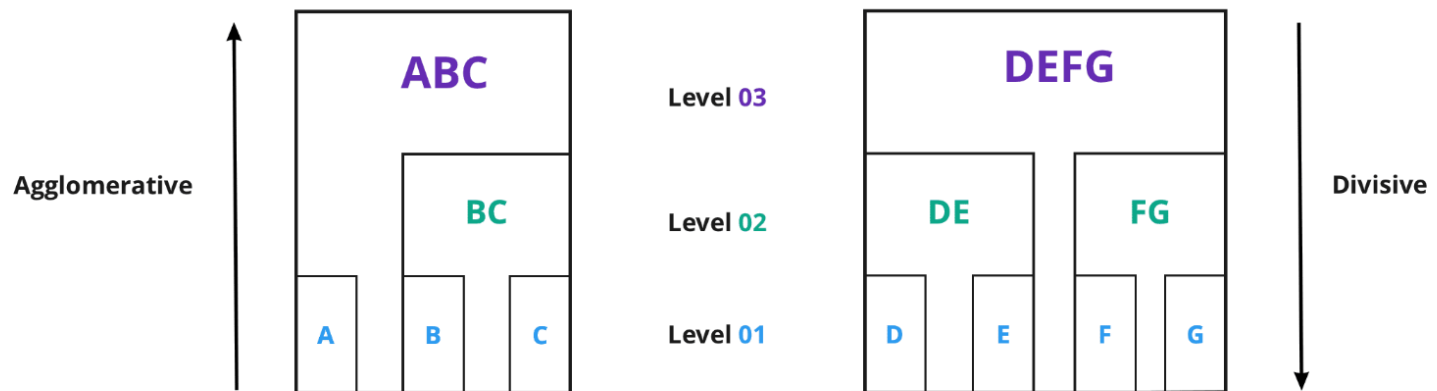 ABC
DEFG
Level 03
Agglomerative
Divisive
BC
Level 02
DE
FG
A
B
C
Level 01
D
E
F
G